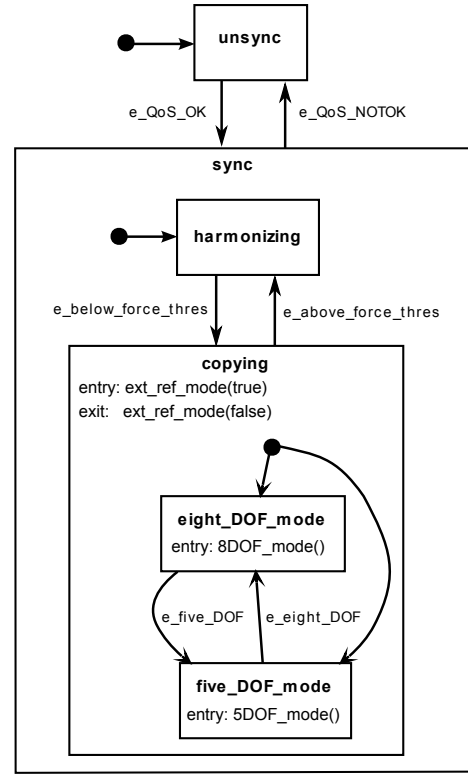 unsync
e_QoS_OK
e_QoS_NOTOK
sync
harmonizing
e_below_force_thres
e_above_force_thres
copying
entry: ext_ref_mode(true)
exit: ext_ref_mode(false)
eight_DOF_mode
entry: 8DOF_mode()
e_five_DOF
e_eight_DOF
five_DOF_mode
entry: 5DOF_mode()